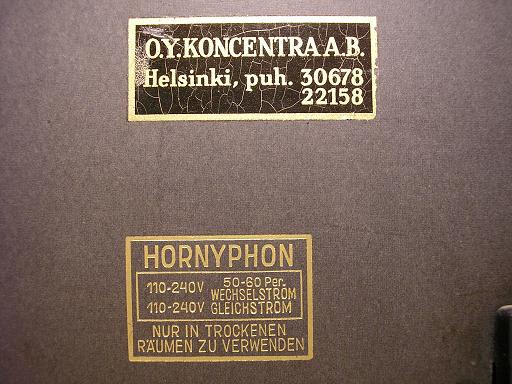 O.Y. KONCENTRA A.B.
Helsinki, puh. 30678
22158
HORNYPHON
110-240V 50-60 Per. WECHSELSTROM
110-240V GLEICHSTROM
NUR IN TROCKENEN
RÄUMEN ZU VERWENDEN